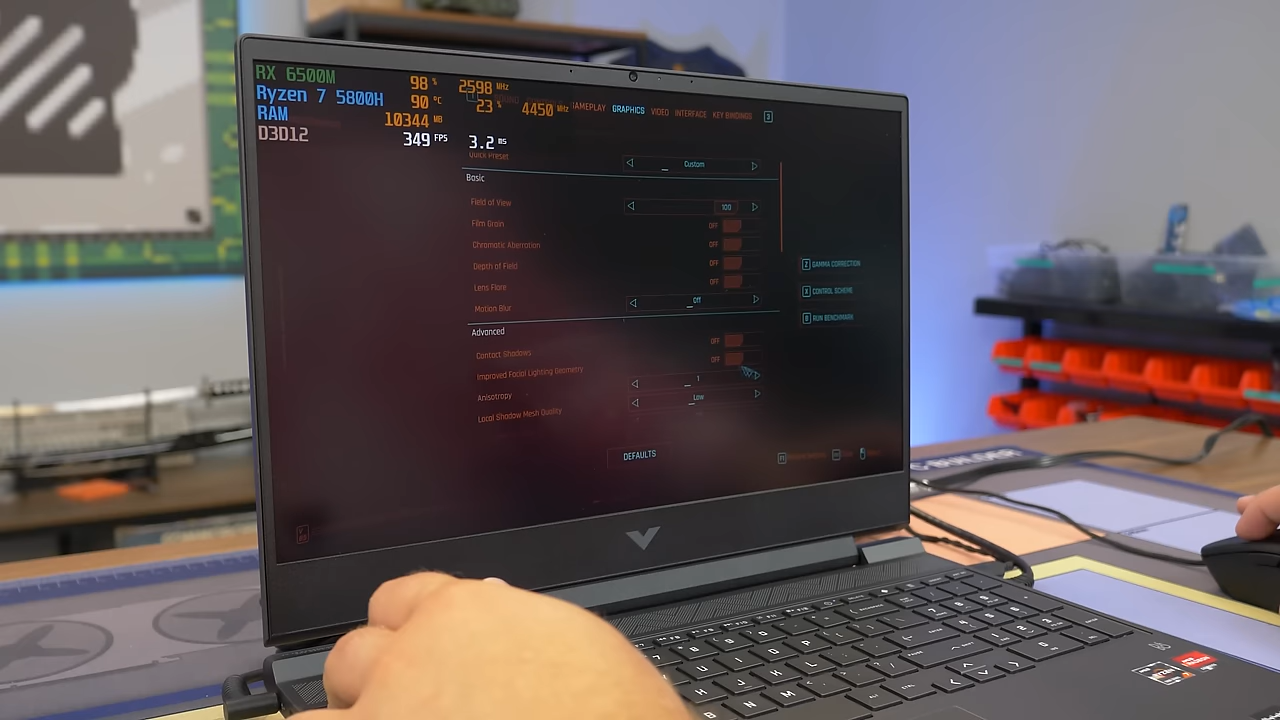 RX 6500M 98 % 2598 MHz
Ryzen 7 5800H 90 °C 23 % 4450 MHz
RAM 10344 MB
D3D12 349 FPS 3.2 ms
GAMEPLAY GRAPHICS VIDEO INTERFACE KEY BINDINGS 3
Quick Preset Custom
Basic
Field of View 100
Film Grain OFF
Chromatic Aberration OFF
Depth of Field OFF
Lens Flare OFF
Motion Blur Off
Advanced
Contact Shadows OFF
Improved Facial Lighting Geometry OFF
Anisotropy 1
Local Shadow Mesh Quality Low
Z GAMMA CORRECTION
X CONTROL SCHEME
B RUN BENCHMARK
DEFAULTS
C-BUILDER